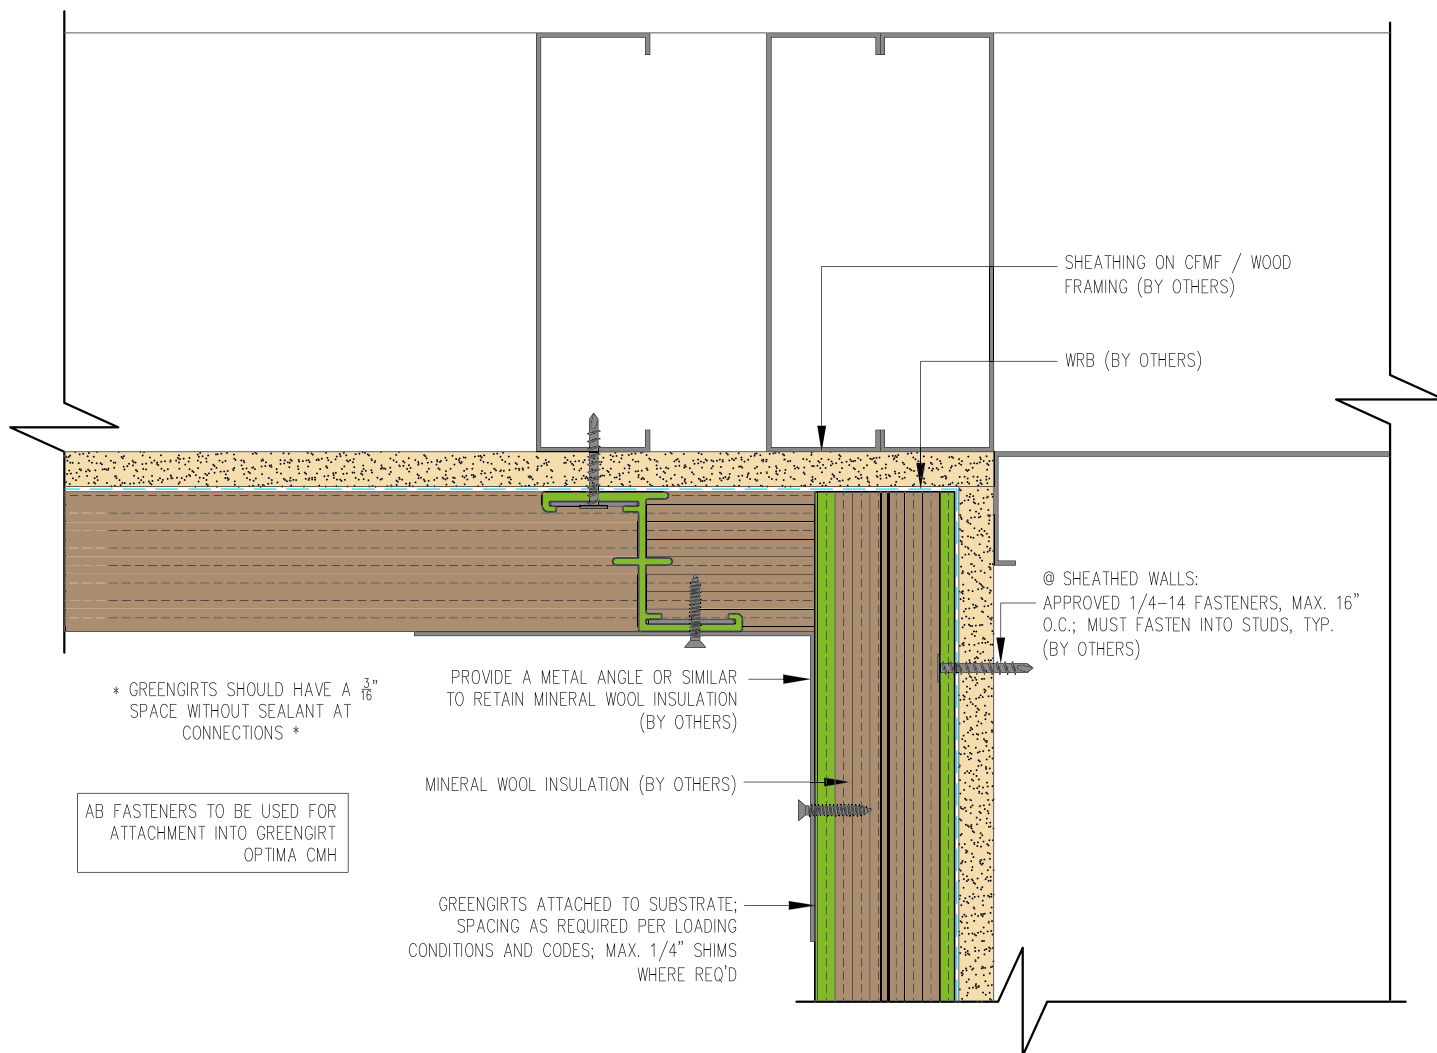 SHEATHING ON CFMF / WOOD
FRAMING (BY OTHERS)
WRB (BY OTHERS)
@ SHEATHED WALLS:
APPROVED 1/4-14 FASTENERS, MAX. 16"
O.C.; MUST FASTEN INTO STUDS, TYP.
(BY OTHERS)
PROVIDE A METAL ANGLE OR SIMILAR
TO RETAIN MINERAL WOOL INSULATION
(BY OTHERS)
* GREENGIRTS SHOULD HAVE A 3/16"
SPACE WITHOUT SEALANT AT
CONNECTIONS *
MINERAL WOOL INSULATION (BY OTHERS)
AB FASTENERS TO BE USED FOR
ATTACHMENT INTO GREENGIRT
OPTIMA CMH
GREENGIRTS ATTACHED TO SUBSTRATE;
SPACING AS REQUIRED PER LOADING
CONDITIONS AND CODES; MAX. 1/4" SHIMS
WHERE REQ'D